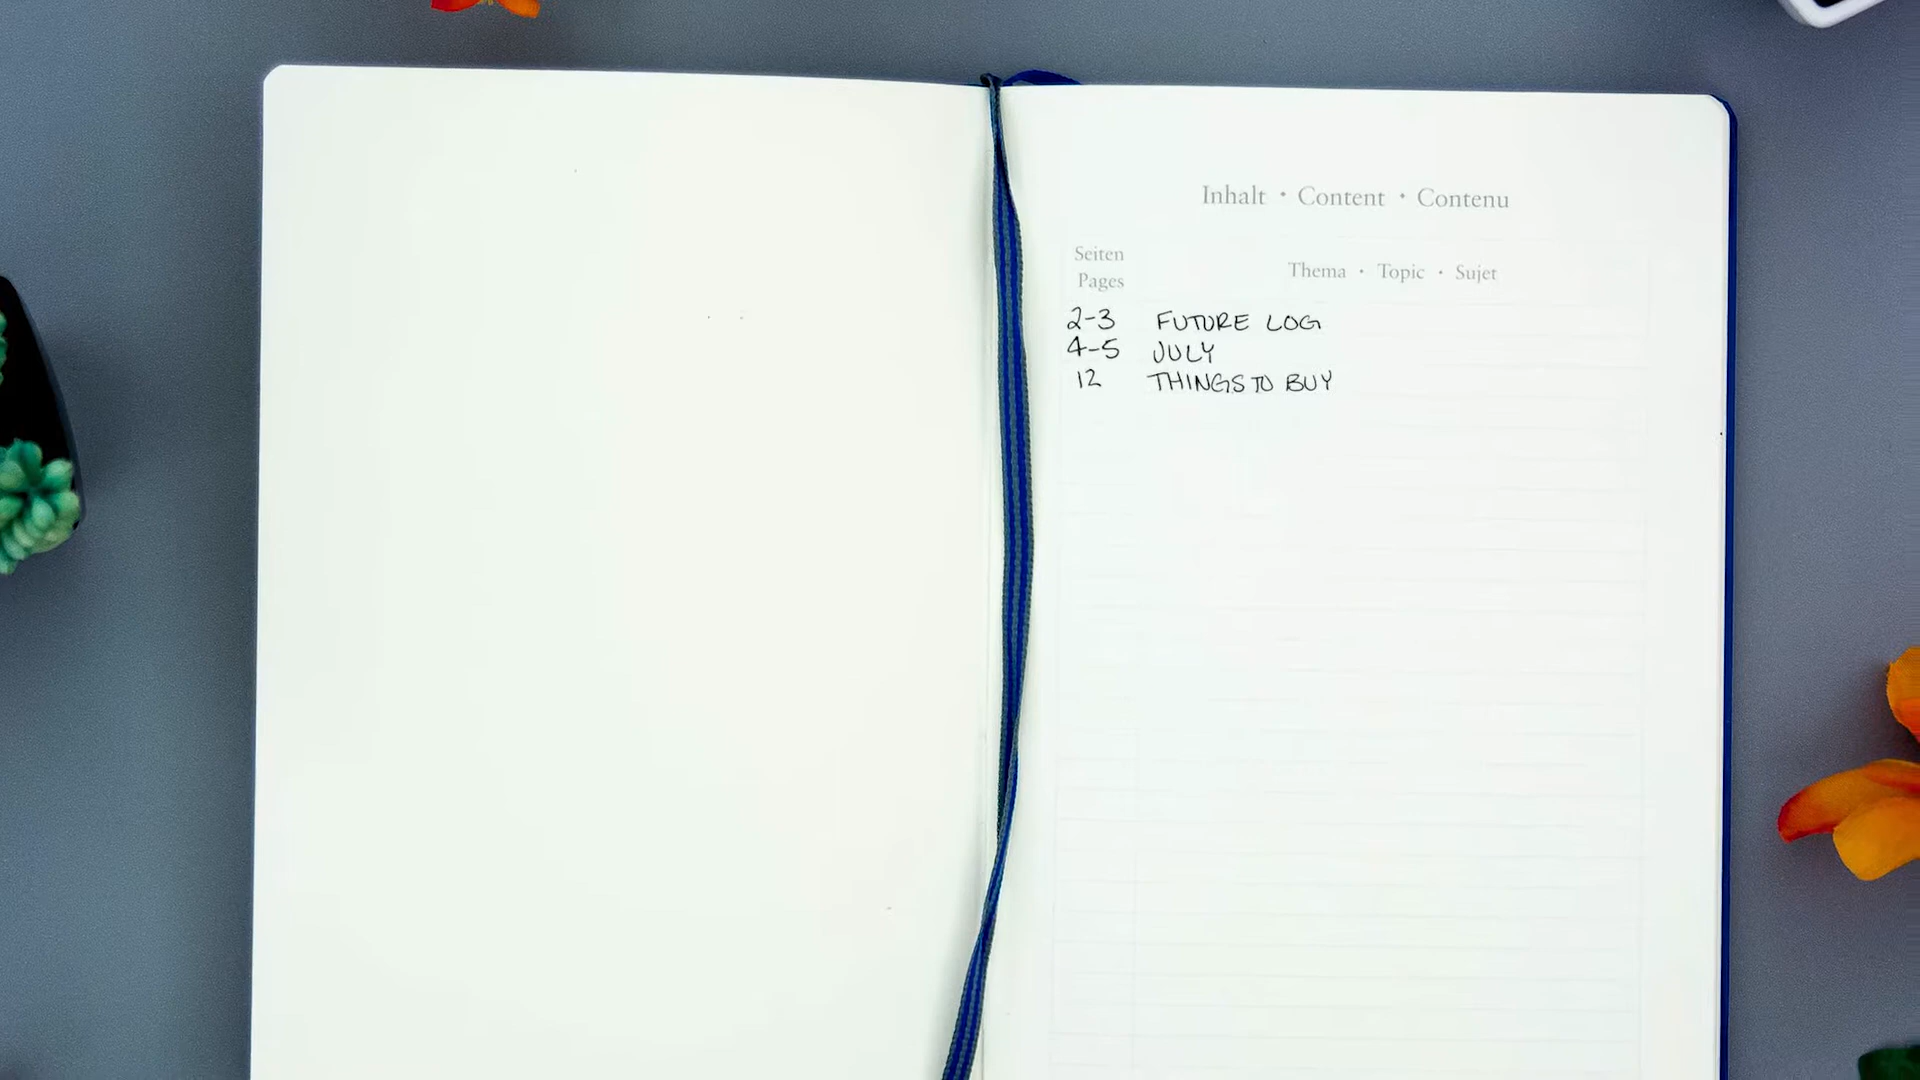 Inhalt • Content • Contenu
Seiten
Pages
Thema • Topic • Sujet
2-3 FUTURE LOG
4-5 JULY
12 THINGS TO BUY